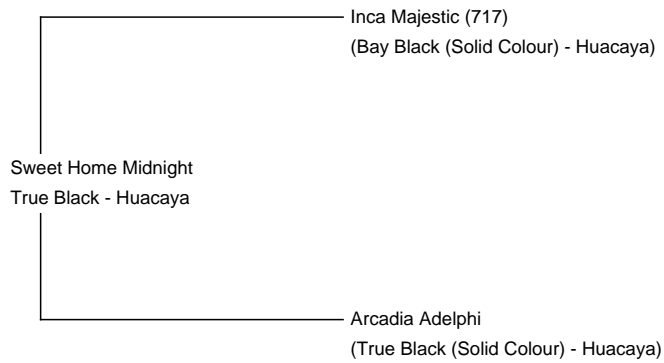 Inca Majestic (717)
(Bay Black (Solid Colour) - Huacaya)
Sweet Home Midnight
True Black - Huacaya
Arcadia Adelphi
(True Black (Solid Colour) - Huacaya)